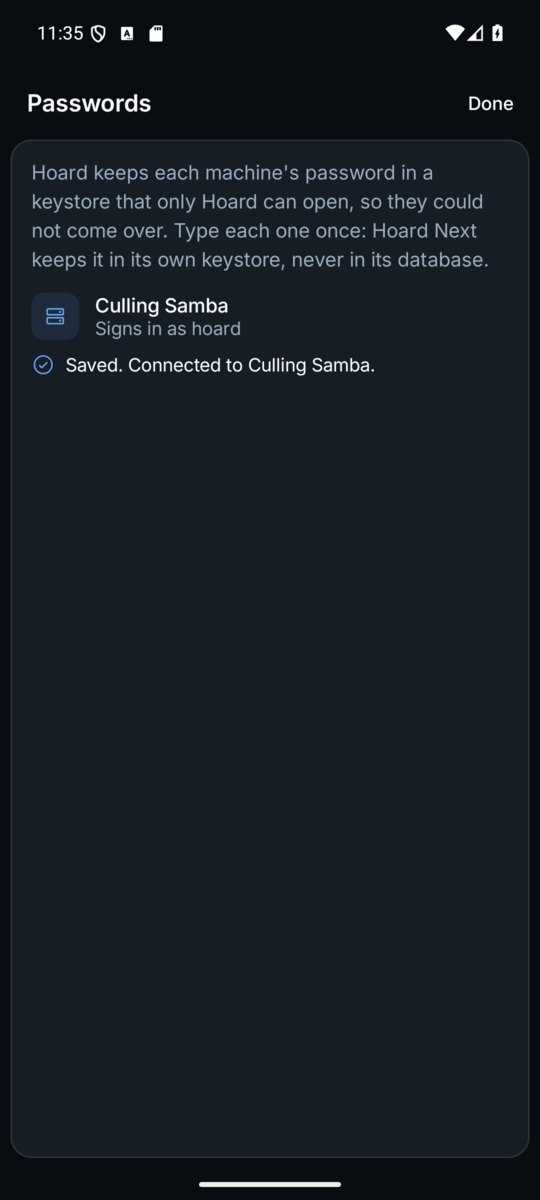 11:35
Passwords
Done
Hoard keeps each machine's password in a
keystore that only Hoard can open, so they could
not come over. Type each one once: Hoard Next
keeps it in its own keystore, never in its database.
Culling Samba
Signs in as hoard
Saved. Connected to Culling Samba.